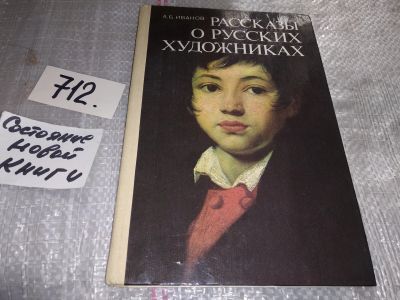 А.Б. ИВАНОВ
РАССКАЗЫ
О РУССКИХ
ХУДОЖНИКАХ
712.
Состояние
новой
книги